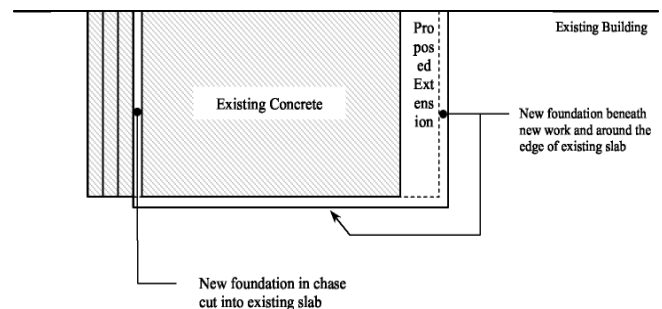 Existing Building
Pro
pos
ed
Ext
ens
ion
Existing Concrete
New foundation beneath
new work and around the
edge of existing slab
New foundation in chase
cut into existing slab